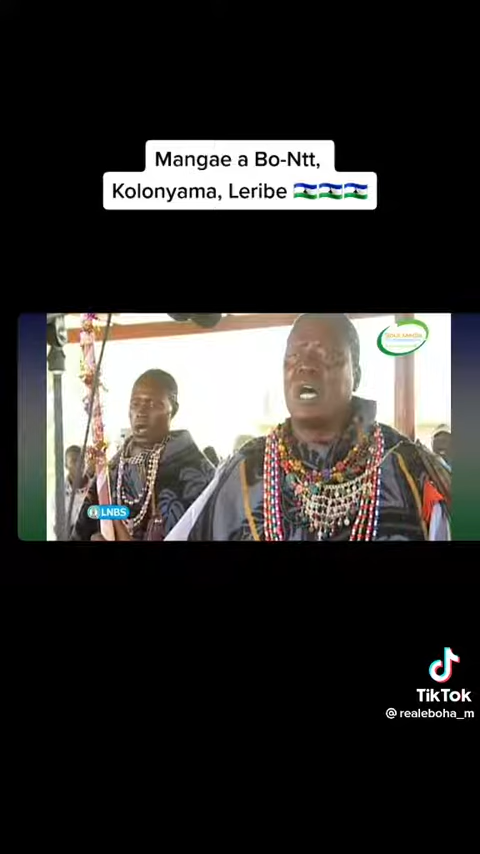 Mangae a Bo-Ntt,
Kolonyama, Leribe 🇱🇸🇱🇸🇱🇸
LNBS
TikTok
@realeboha_m